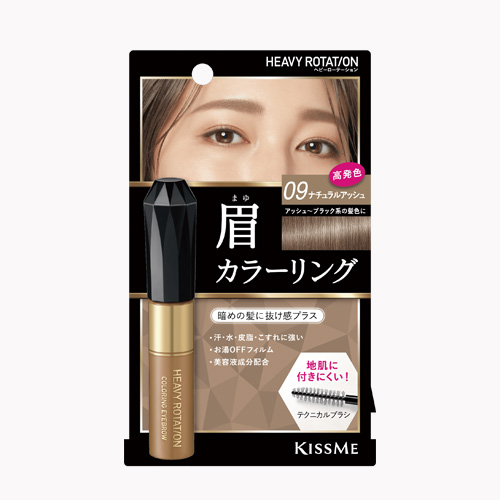 HEAVY ROTATION
ヘビーローテーション
高発色
09 ナチュラルアッシュ
アッシュ～ブラック系の髪色に
まゆ
眉
カラーリング
暗めの髪に抜け感プラス
・汗・水・皮脂・こすれに強い
・お湯OFFフィルム
・美容液成分配合
地肌に
付きにくい!
テクニカルブラシ
HEAVY ROTATION
COLORING EYEBROW
KISSME